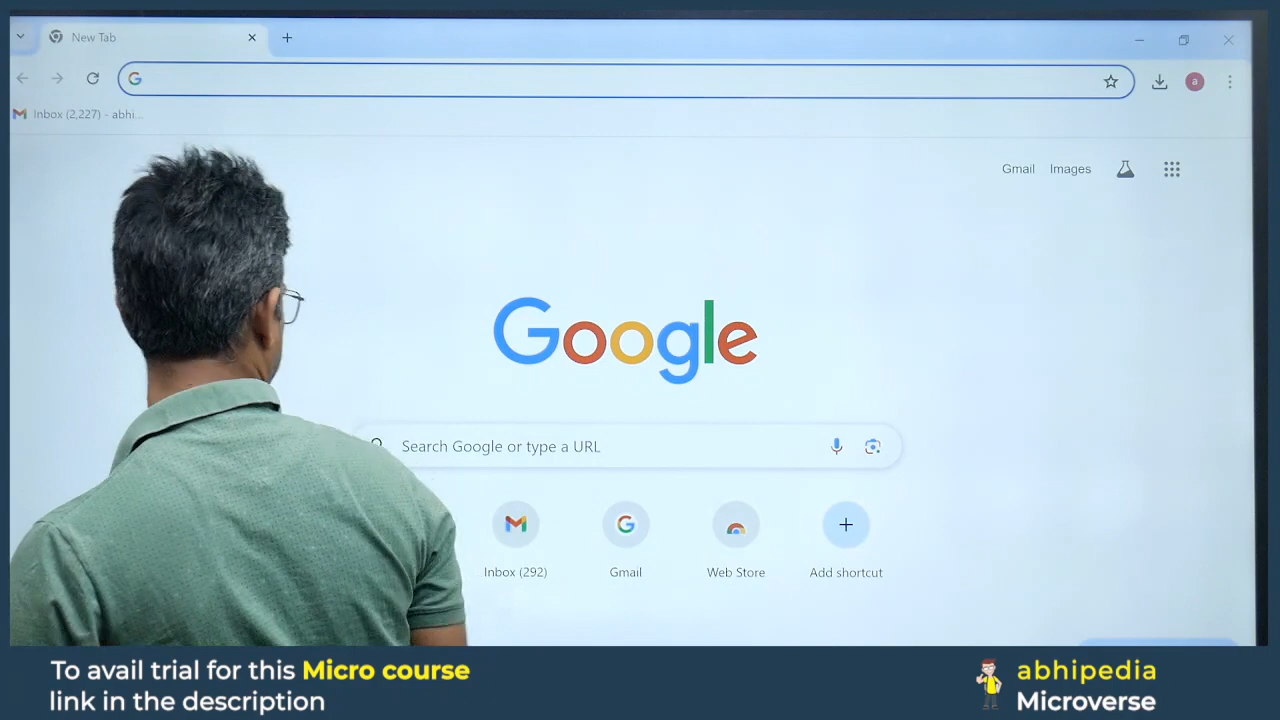 New Tab
Inbox (2,227) - abhi...
a
Gmail Images
Google
Search Google or type a URL
Inbox (292) Gmail Web Store Add shortcut
To avail trial for this Micro course
link in the description
abhipedia
Microverse